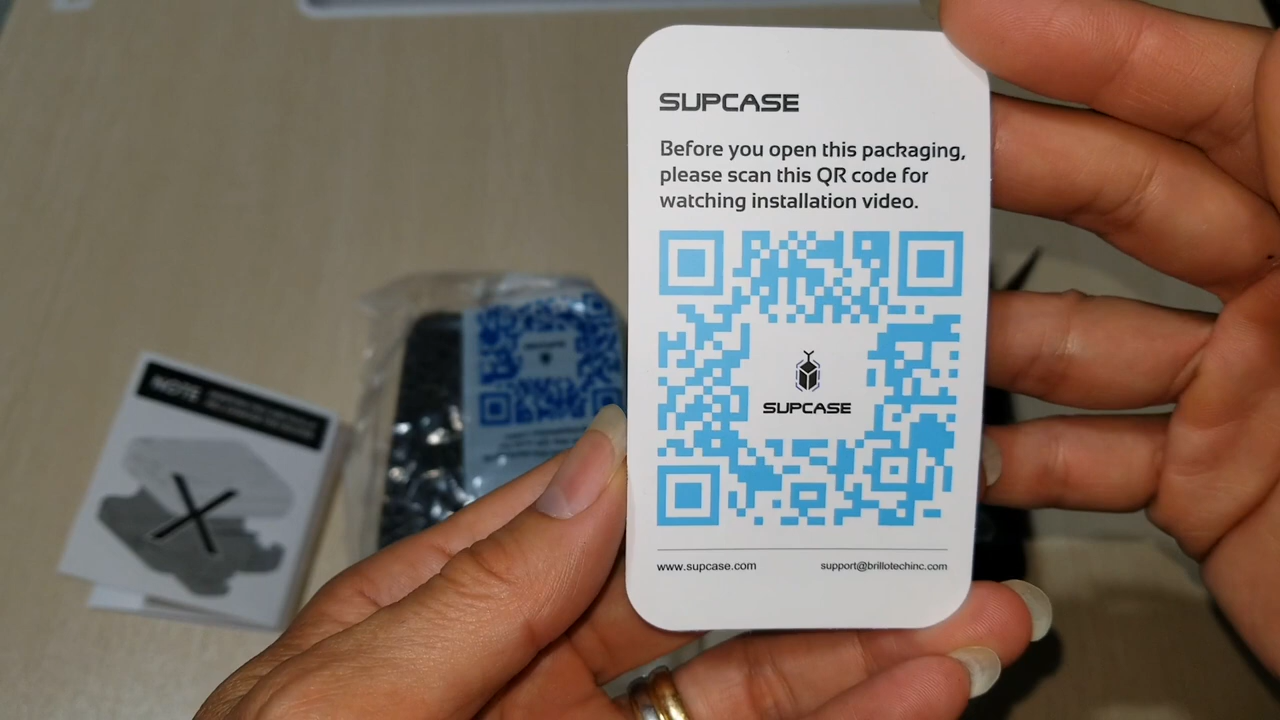 SUPCASE
Before you open this packaging,
please scan this QR code for
watching installation video.
SUPCASE
www.supcase.com support@brillotechinc.com
NOTE